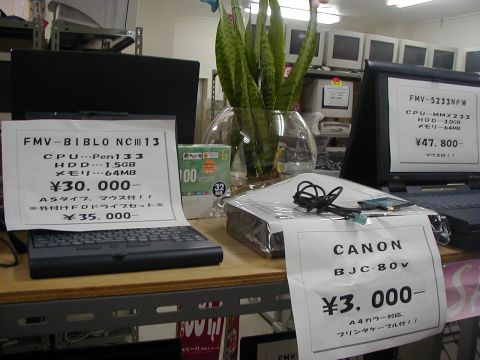 FMV-BIBLO NCⅢ13
CPU…Pen133
HDD…1.5GB
メモリ…64MB
¥30.000-
A5タイプ、マウス付!!
※外付けFDドライブセット※
¥35.000-
32
MB
FMV-5233NP/W
CPU…MMX233
HDD…3.0GB
メモリ…64MB
¥47.800-
マウス付!!
CANON
BJC-80v
¥3,000-
A4カラー対応、
プリンタケーブル付!!